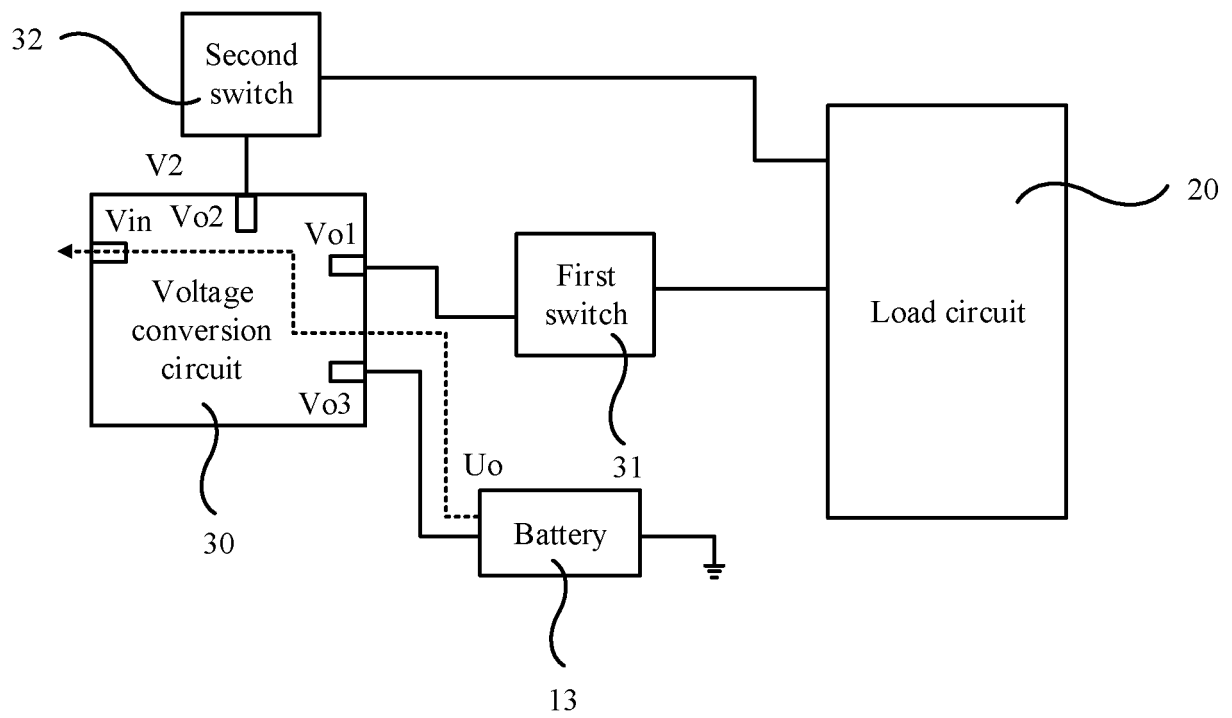 32
Second
switch
V2
20
Vin
Vo2
Vo1
First
switch
Voltage
conversion
circuit
Load circuit
Vo3
Uo
31
Battery
30
13